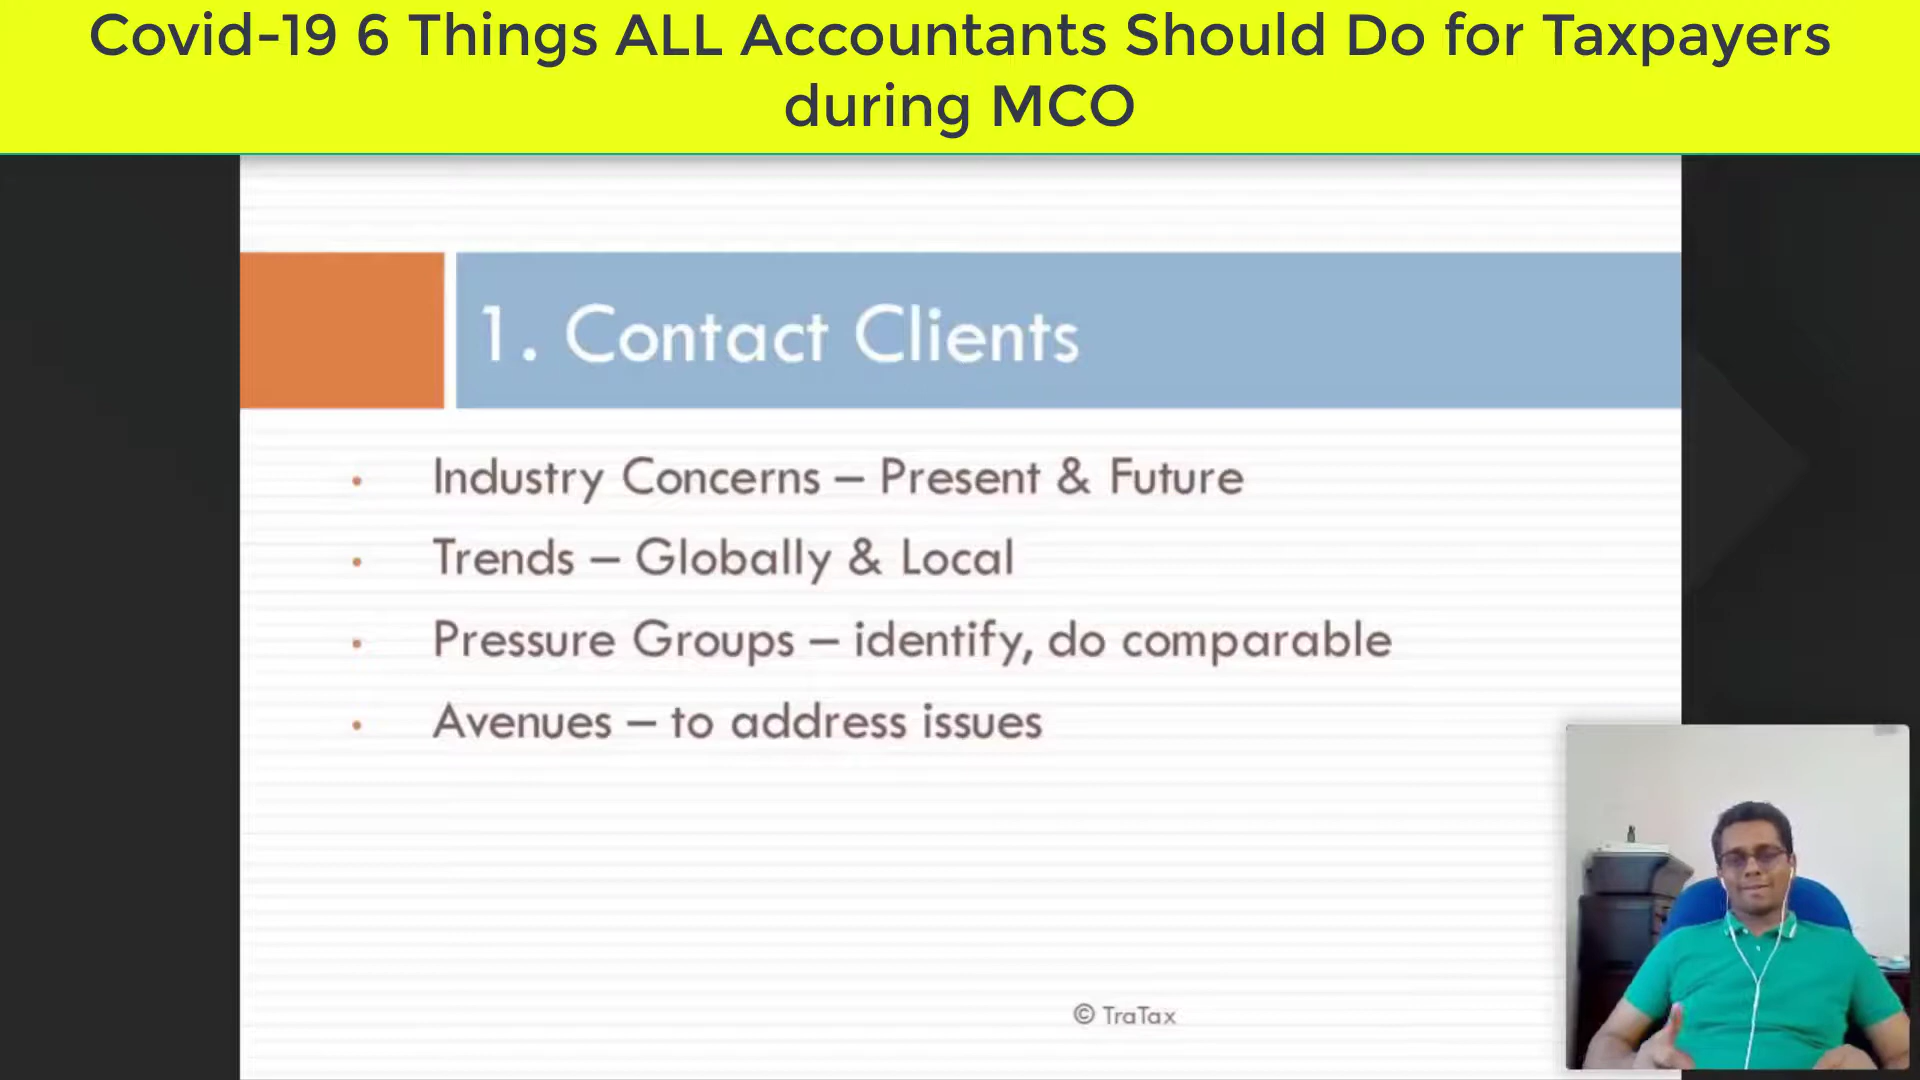 Covid-19 6 Things ALL Accountants Should Do for Taxpayers
during MCO
1. Contact Clients
• Industry Concerns – Present & Future
• Trends – Globally & Local
• Pressure Groups – identify, do comparable
• Avenues – to address issues
© TraTax